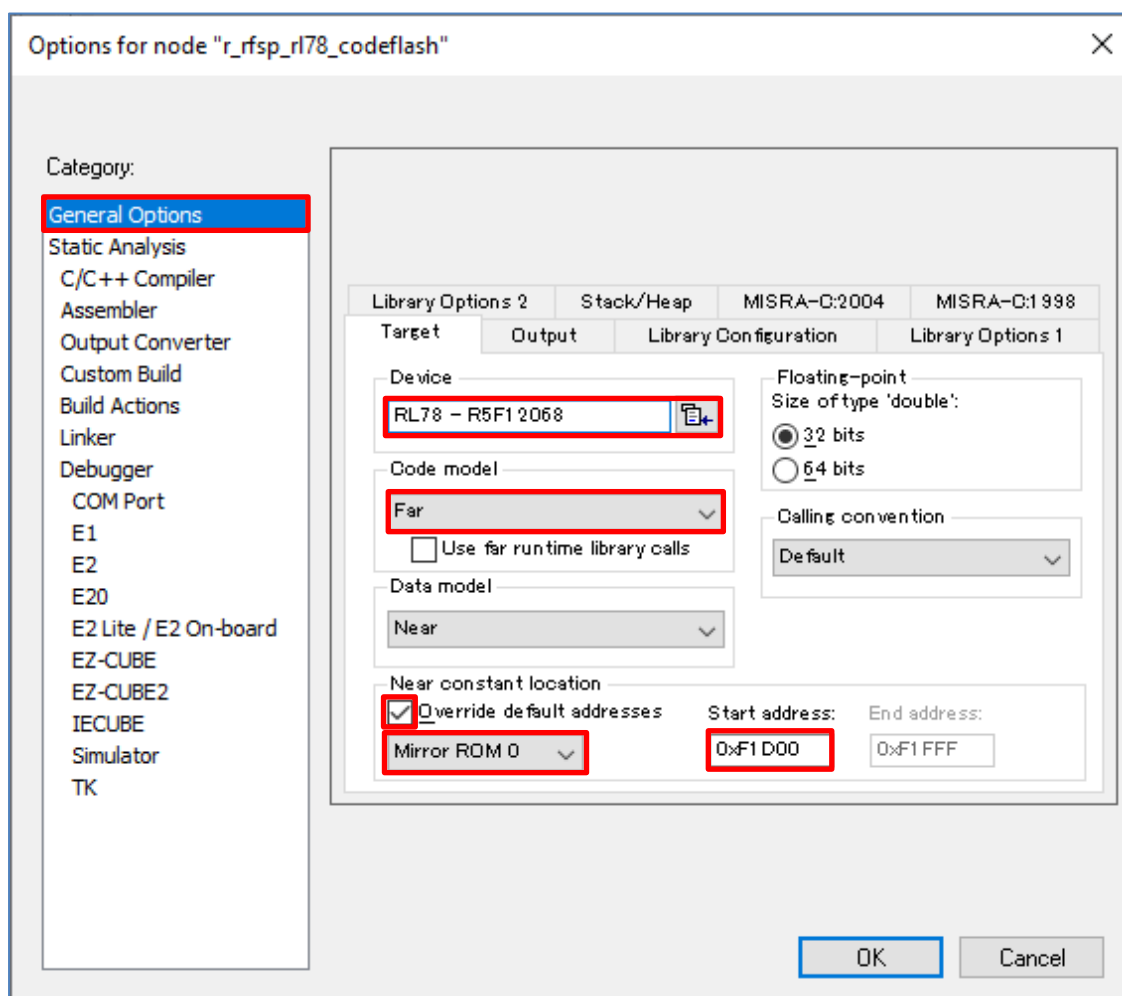 Options for node "r_rfsp_rl78_codeflash"
Category:
General Options
Static Analysis
C/C++ Compiler
Assembler
Output Converter
Custom Build
Build Actions
Linker
Debugger
COM Port
E1
E2
E20
E2 Lite / E2 On-board
EZ-CUBE
EZ-CUBE2
IECUBE
Simulator
TK
Library Options 2 Stack/Heap MISRA-C:2004 MISRA-C:1998
Target Output Library Configuration Library Options 1
Device
RL78 - R5F12068
Code model
Far
Use far runtime library calls
Data model
Near
Floating-point
Size of type 'double':
32 bits
64 bits
Calling convention
Default
Near constant location
Override default addresses Start address: End address:
Mirror ROM 0 0xF1D00 0xF1FFF
OK Cancel